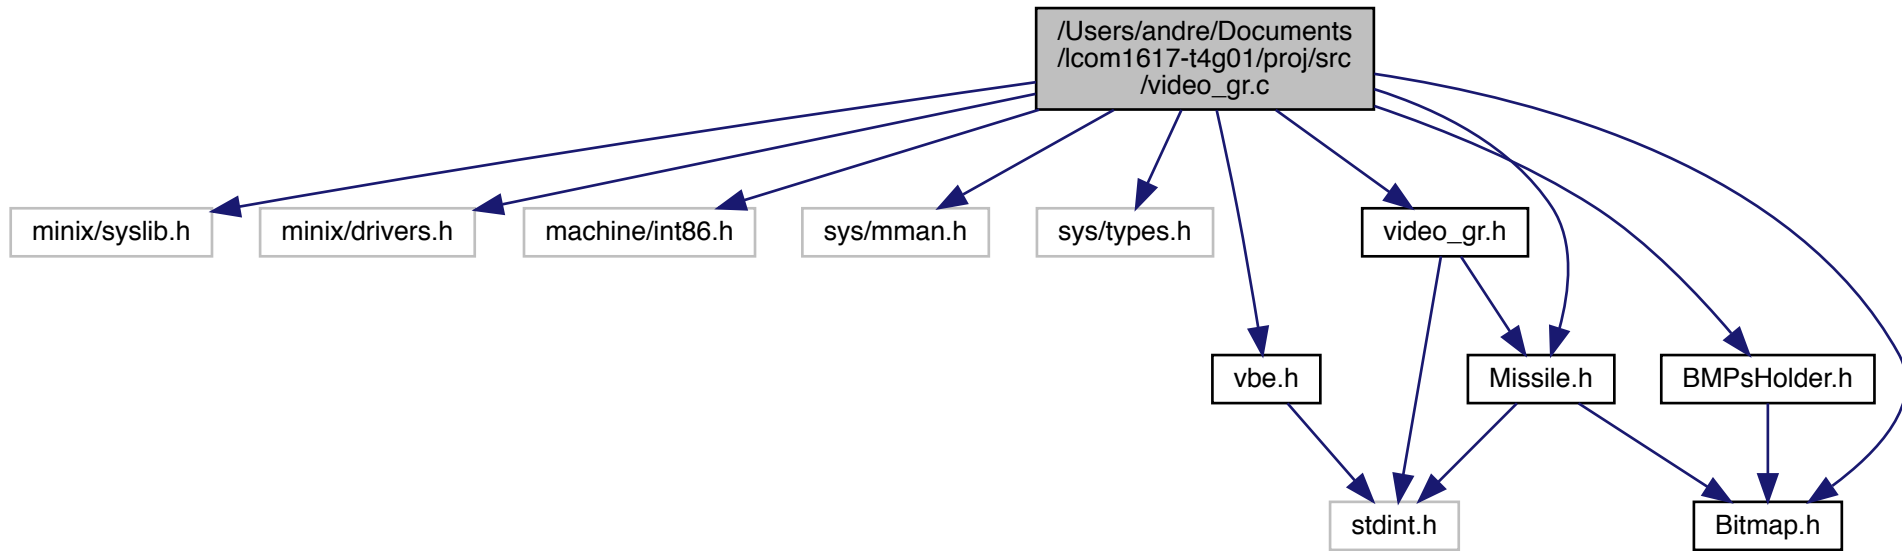 /Users/andre/Documents
/lcom1617-t4g01/proj/src
/video_gr.c
minix/syslib.h
minix/drivers.h
machine/int86.h
sys/mman.h
sys/types.h
video_gr.h
vbe.h
Missile.h
BMPsHolder.h
stdint.h
Bitmap.h